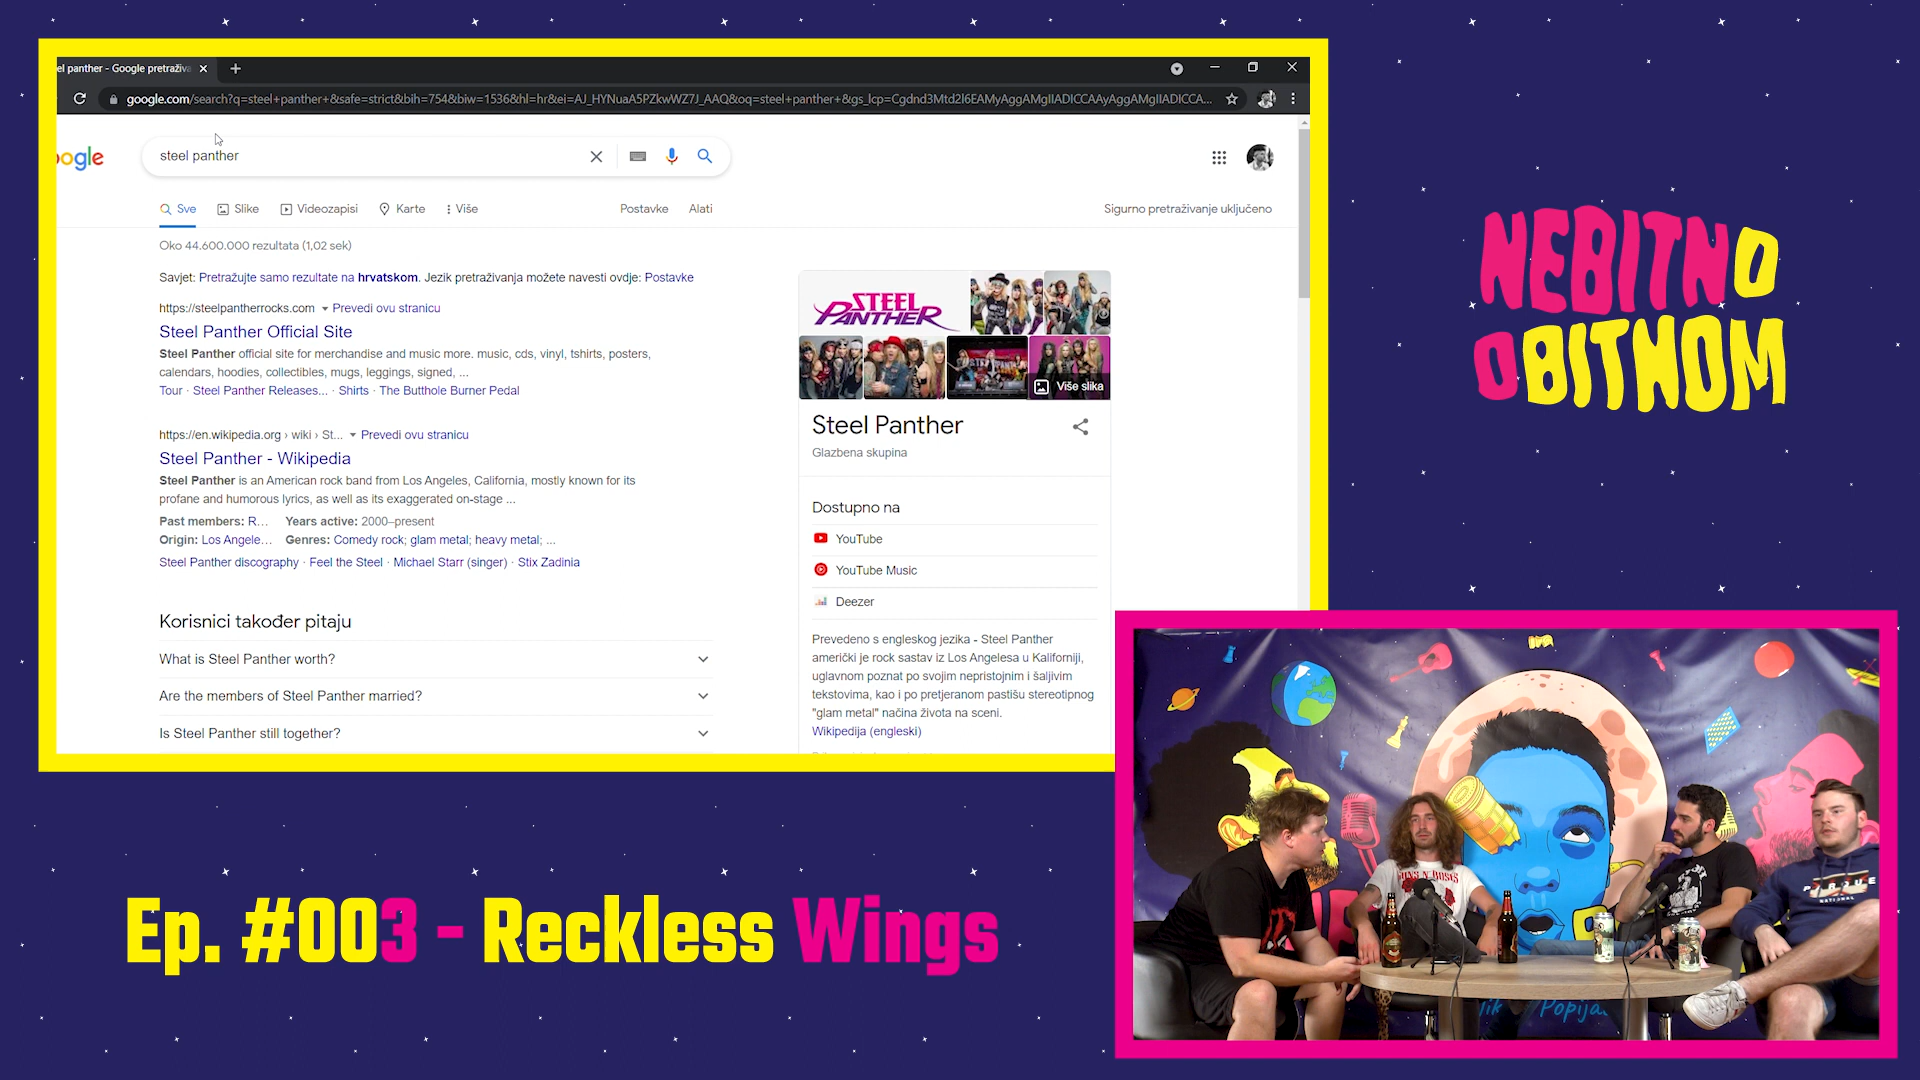 el panther - Google pretraživa
google.com/search?q=steel+panther+&safe=strict&bih=754&biw=1536&hl=hr&ei=AJ_HYNuaA5PZkwWZ7J_AAQ&oq=steel+panther+&gs_lcp=Cgdnd3Mtd2l6EAMyAggAMgIIADICCAAyAggAMgIIADICCA...
ogle
steel panther
Sve Slike Videozapisi Karte Više Postavke Alati Sigurno pretraživanje uključeno
Oko 44.600.000 rezultata (1,02 sek)
Savjet: Pretražujte samo rezultate na hrvatskom. Jezik pretraživanja možete navesti ovdje: Postavke
https://steelpantherrocks.com Prevedi ovu stranicu
Steel Panther Official Site
Steel Panther official site for merchandise and music more. music, cds, vinyl, tshirts, posters,
calendars, hoodies, collectibles, mugs, leggings, signed, ...
Tour · Steel Panther Releases... · Shirts · The Butthole Burner Pedal
https://en.wikipedia.org › wiki › St... Prevedi ovu stranicu
Steel Panther - Wikipedia
Steel Panther is an American rock band from Los Angeles, California, mostly known for its
profane and humorous lyrics, as well as its exaggerated on-stage ...
Past members: R... Years active: 2000–present
Origin: Los Angele... Genres: Comedy rock; glam metal; heavy metal; ...
Steel Panther discography · Feel the Steel · Michael Starr (singer) · Stix Zadinia
Korisnici također pitaju
What is Steel Panther worth?
Are the members of Steel Panther married?
Is Steel Panther still together?
STEEL
PANTHER
Više slika
Steel Panther
Glazbena skupina
Dostupno na
YouTube
YouTube Music
Deezer
Prevedeno s engleskog jezika - Steel Panther
američki je rock sastav iz Los Angelesa u Kaliforniji,
uglavnom poznat po svojim nepristojnim i šaljivim
tekstovima, kao i po pretjeranom pastišu stereotipnog
"glam metal" načina života na sceni.
Wikipedija (engleski)
NEBITNO
OBITNOM
GUNS N' ROSES
PRAGUE
NATIONAL
Popija
Ep. #003 - Reckless Wings